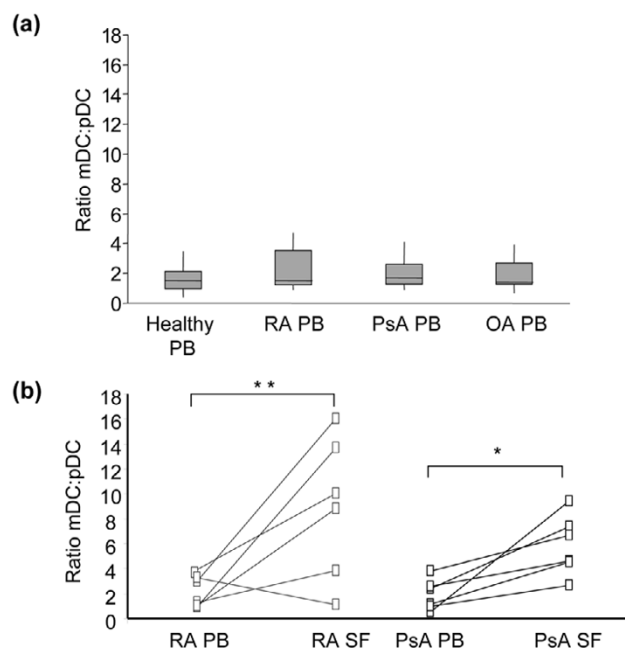 (a)
Ratio mDC:pDC
18
16
14
12
10
8
6
4
2
0
Healthy PB
RA PB
PsA PB
OA PB
(b)
Ratio mDC:pDC
18
16
14
12
10
8
6
4
2
0
* *
*
RA PB
RA SF
PsA PB
PsA SF